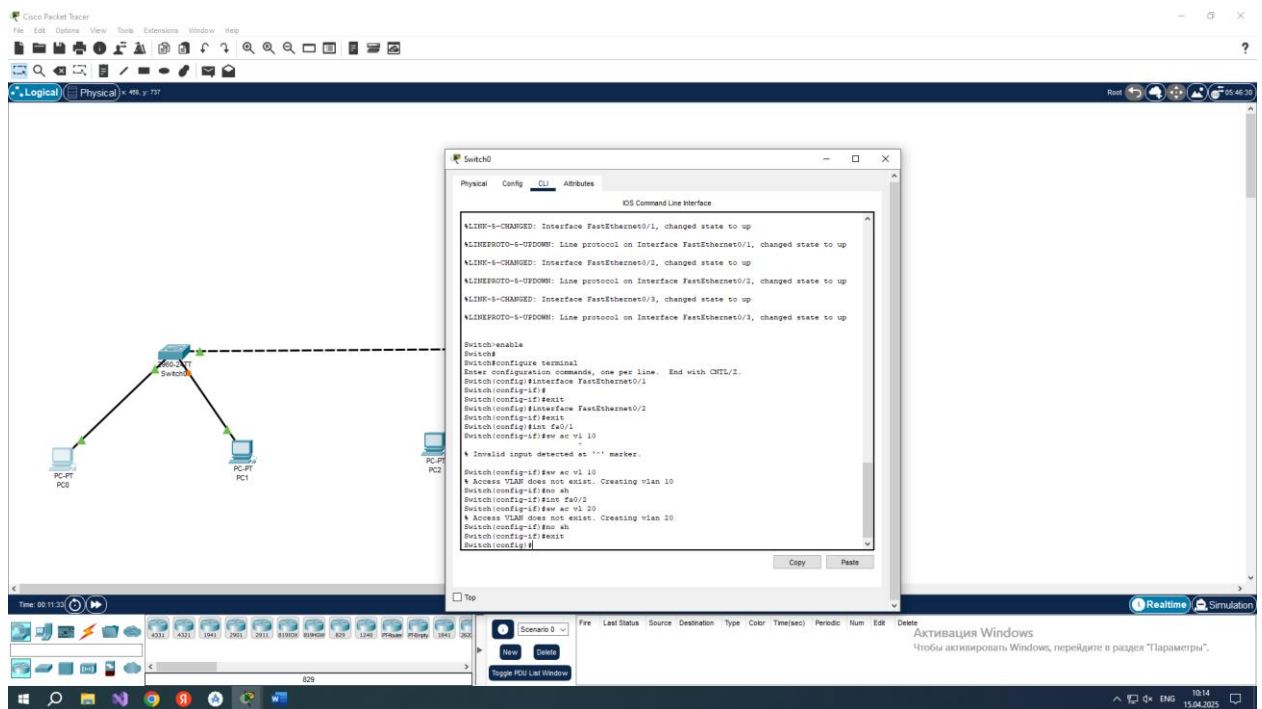 Cisco Packet Tracer
File Edit Options View Tools Extensions Window Help
?
Logical Physical x: 468, y: 737 Root 05:46:30
Switch0
Physical Config CLI Attributes
IOS Command Line Interface
%LINK-5-CHANGED: Interface FastEthernet0/1, changed state to up
%LINEPROTO-5-UPDOWN: Line protocol on Interface FastEthernet0/1, changed state to up
%LINK-5-CHANGED: Interface FastEthernet0/2, changed state to up
%LINEPROTO-5-UPDOWN: Line protocol on Interface FastEthernet0/2, changed state to up
%LINK-5-CHANGED: Interface FastEthernet0/3, changed state to up
%LINEPROTO-5-UPDOWN: Line protocol on Interface FastEthernet0/3, changed state to up
Switch>enable
Switch#
Switch#configure terminal
Enter configuration commands, one per line. End with CNTL/Z.
Switch(config)#interface FastEthernet0/1
Switch(config-if)#
Switch(config-if)#exit
Switch(config)#interface FastEthernet0/2
Switch(config-if)#exit
Switch(config)#int fa0/1
Switch(config-if)#sw ac vl 10
^
% Invalid input detected at '^' marker.
Switch(config-if)#sw ac vl 10
% Access VLAN does not exist. Creating vlan 10
Switch(config-if)#no sh
Switch(config-if)#int fa0/2
Switch(config-if)#sw ac vl 20
% Access VLAN does not exist. Creating vlan 20
Switch(config-if)#no sh
Switch(config-if)#exit
Switch(config)#
Copy Paste
Top
2960-24TT
Switch0
PC-PT
PC0
PC-PT
PC1
PC-PT
PC2
Time: 00:11:33
Realtime Simulation
4331 4321 1941 2901 2911 819IOX 819HGW 829 1240 PT-Router PT-Empty 1841
829
Scenario 0
New Delete
Toggle PDU List Window
Fire Last Status Source Destination Type Color Time(sec) Periodic Num Edit Delete
Активация Windows
Чтобы активировать Windows, перейдите в раздел "Параметры".
ENG
10:14
15.04.2025